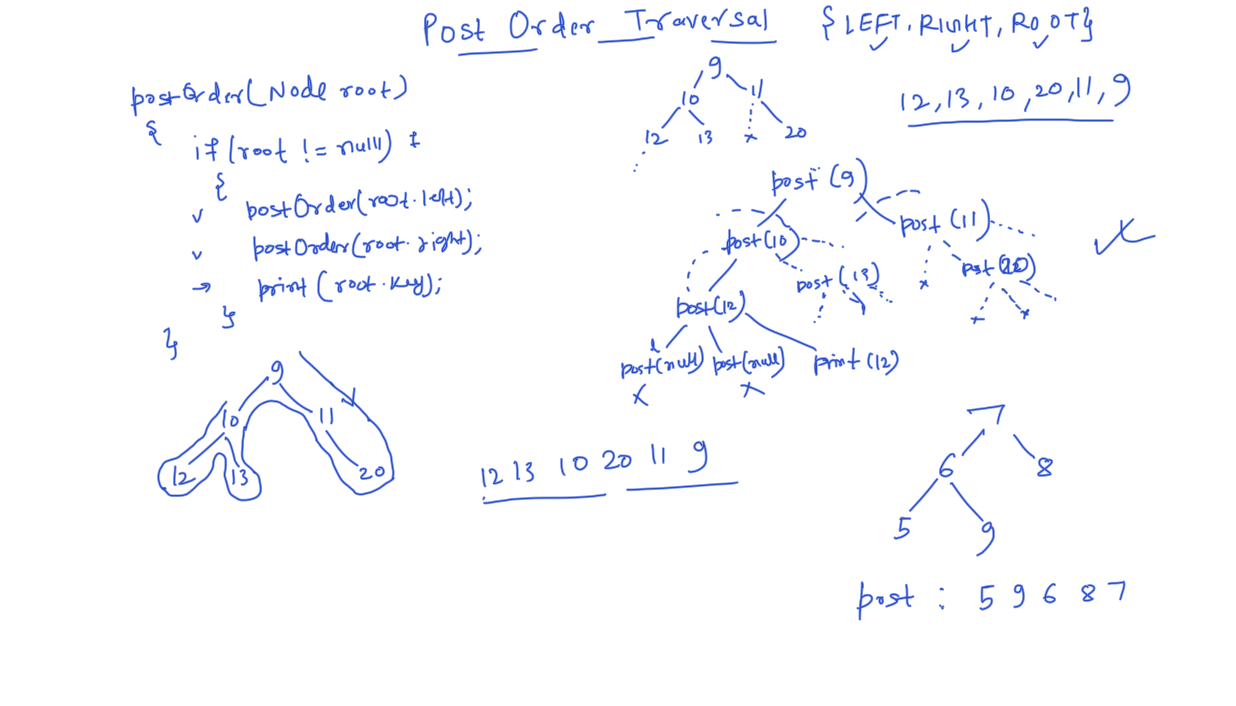 Post Order Traversal {LEFT, RIGHT, ROOT}
postOrder(Node root)
{
if (root != null)
{
postOrder(root.left);
postOrder(root.right);
print(root.key);
}
}
9
10 11
12 13 x 20
12, 13, 10, 20, 11, 9
post (9)
post(10) post (11)
post(12) post (13) post(20)
x x x
post(null) post(null) print (12)
x x
9
10 11
12 13 20
12 13 10 20 11 9
7
6 8
5 9
post : 5 9 6 8 7